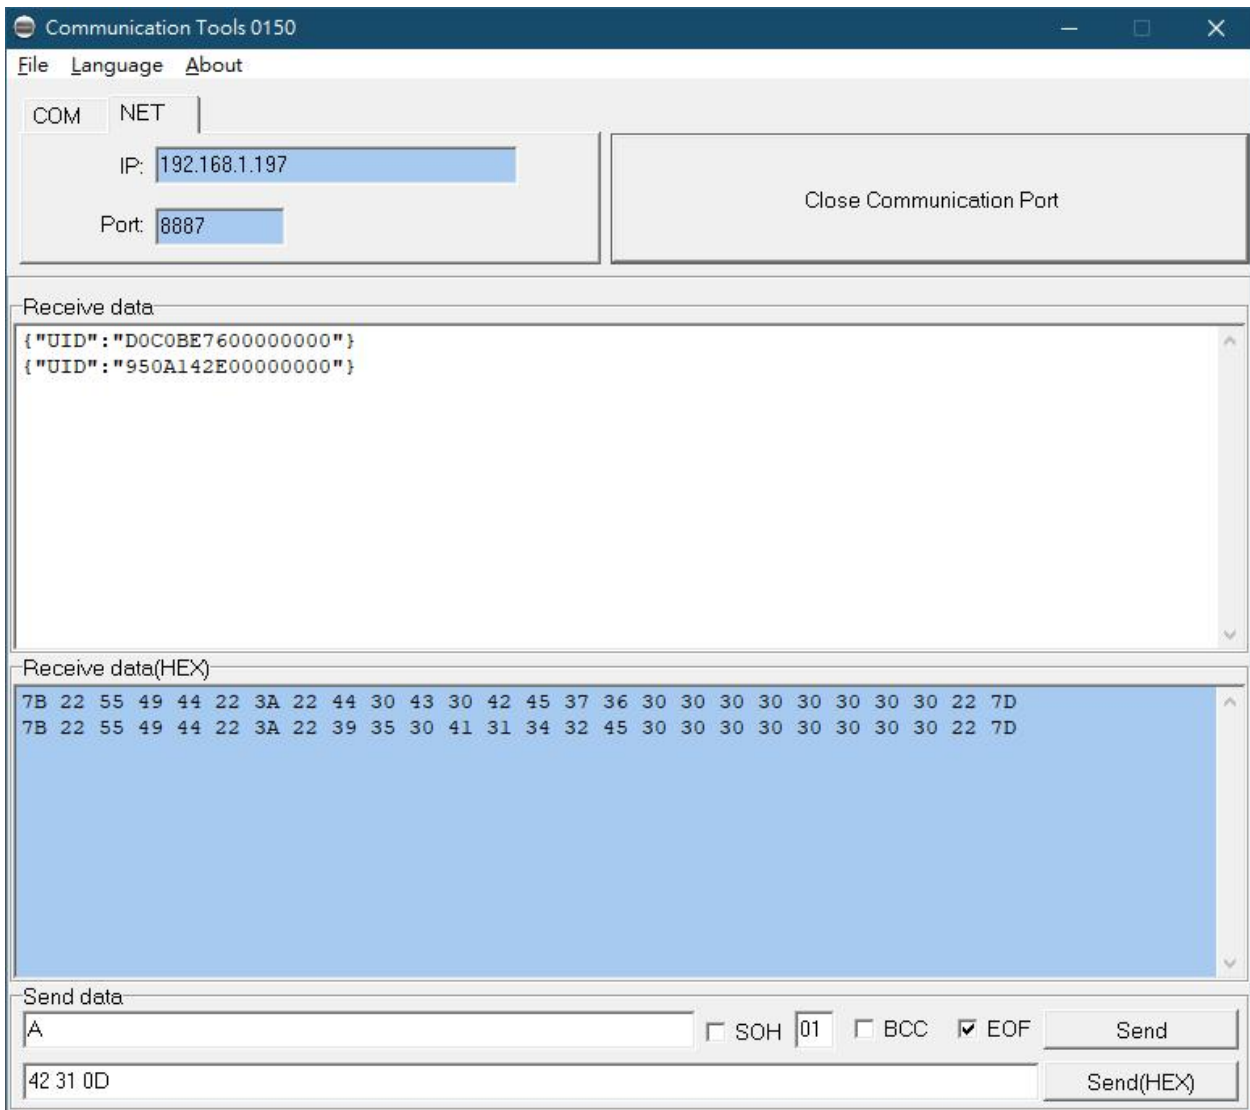 Communication Tools 0150
File Language About
COM NET
IP: 192.168.1.197
Port: 8887
Close Communication Port
Receive data
{"UID":"D0C0BE7600000000"}
{"UID":"950A142E00000000"}
Receive data(HEX)
7B 22 55 49 44 22 3A 22 44 30 43 30 42 45 37 36 30 30 30 30 30 30 30 30 22 7D
7B 22 55 49 44 22 3A 22 39 35 30 41 31 34 32 45 30 30 30 30 30 30 30 30 22 7D
Send data
A SOH 01 BCC EOF Send
42 31 0D Send(HEX)